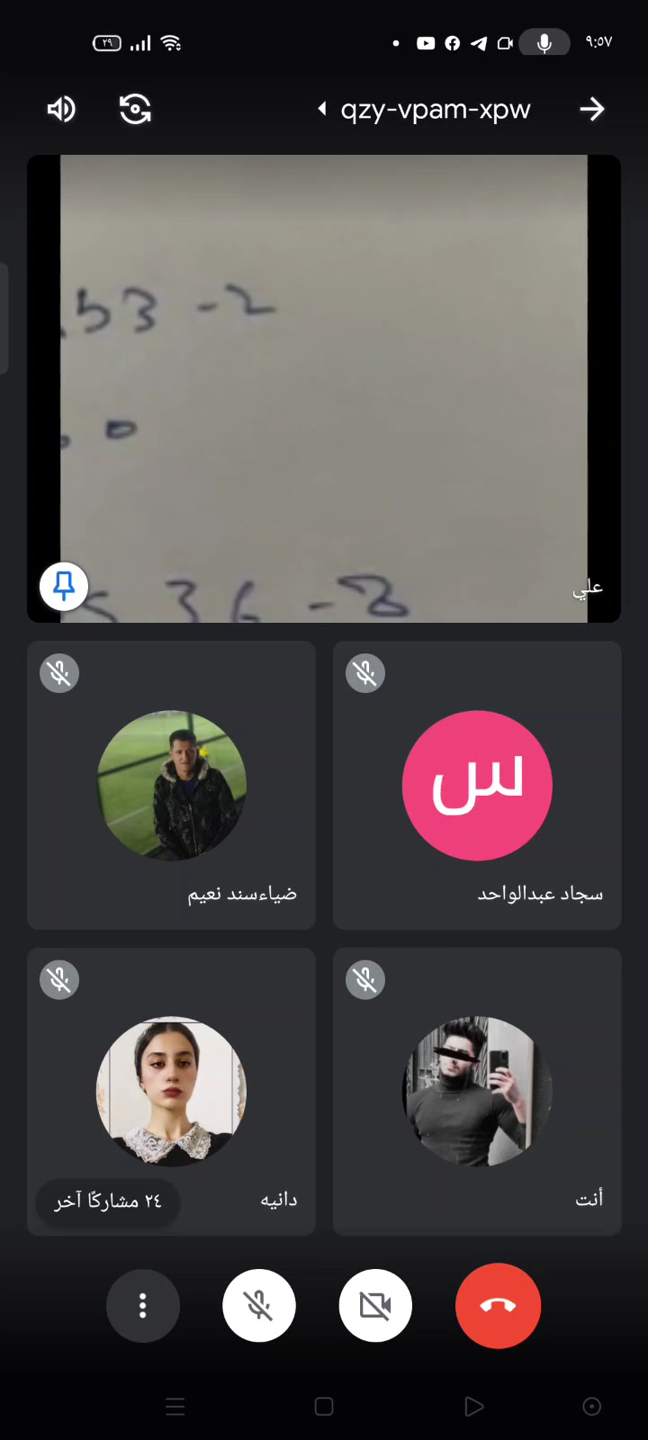 ٩:٥٧
٢٩
qzy-vpam-xpw
53 -2
36 -8
علي
سجاد عبدالواحد
ضياءسند نعيم
س
أنت
دانيه
٢٤ مشاركًا آخر